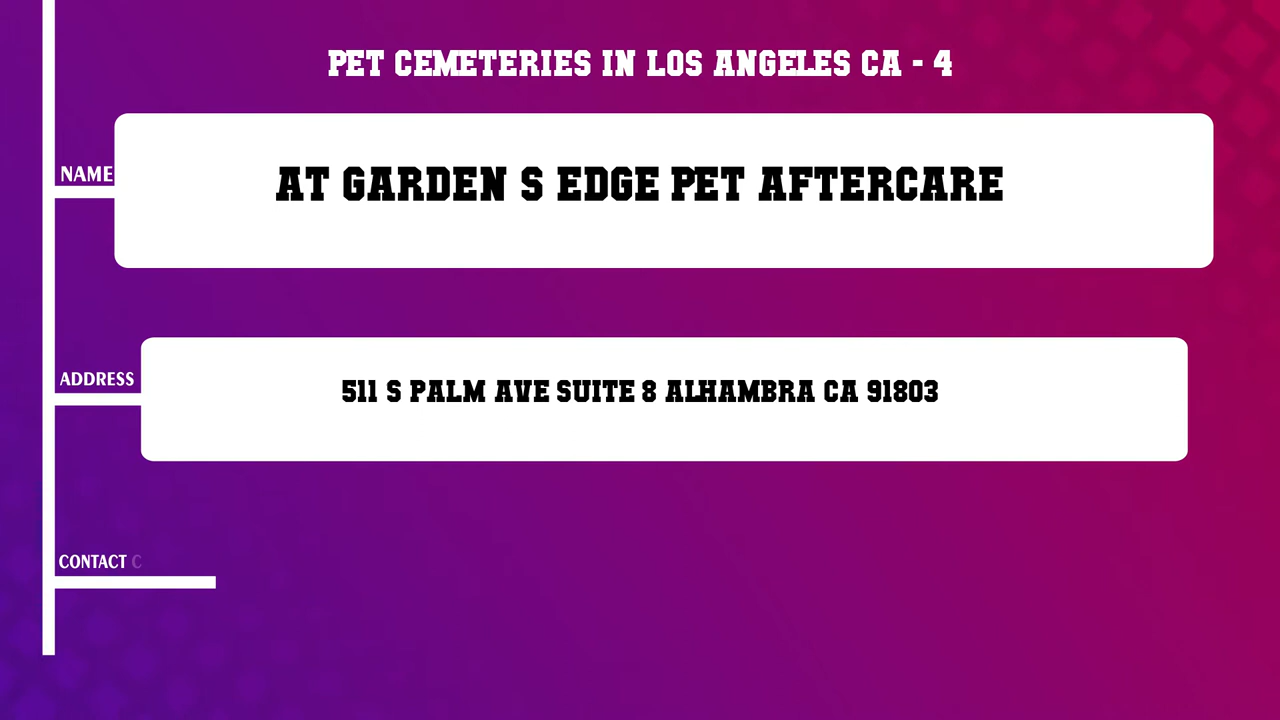 PET CEMETERIES IN LOS ANGELES CA - 4
NAME
AT GARDEN S EDGE PET AFTERCARE
ADDRESS
511 S PALM AVE SUITE 8 ALHAMBRA CA 91803
CONTACT C